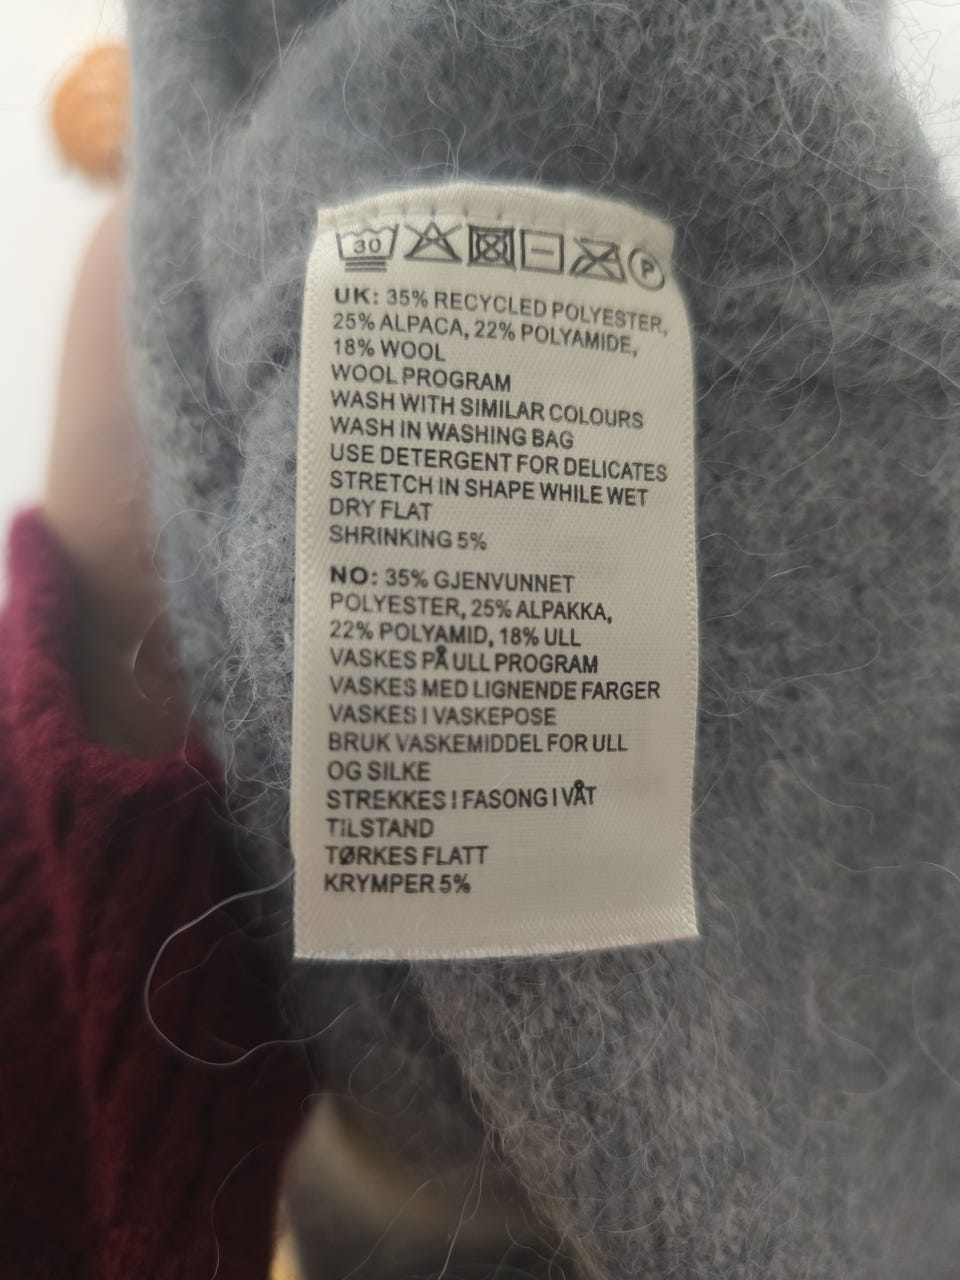 30
P
UK: 35% RECYCLED POLYESTER,
25% ALPACA, 22% POLYAMIDE,
18% WOOL
WOOL PROGRAM
WASH WITH SIMILAR COLOURS
WASH IN WASHING BAG
USE DETERGENT FOR DELICATES
STRETCH IN SHAPE WHILE WET
DRY FLAT
SHRINKING 5%
NO: 35% GJENVUNNET
POLYESTER, 25% ALPAKKA,
22% POLYAMID, 18% ULL
VASKES PÅ ULL PROGRAM
VASKES MED LIGNENDE FARGER
VASKES I VASKEPOSE
BRUK VASKEMIDDEL FOR ULL
OG SILKE
STREKKES I FASONG I VÅT
TILSTAND
TØRKES FLATT
KRYMPER 5%